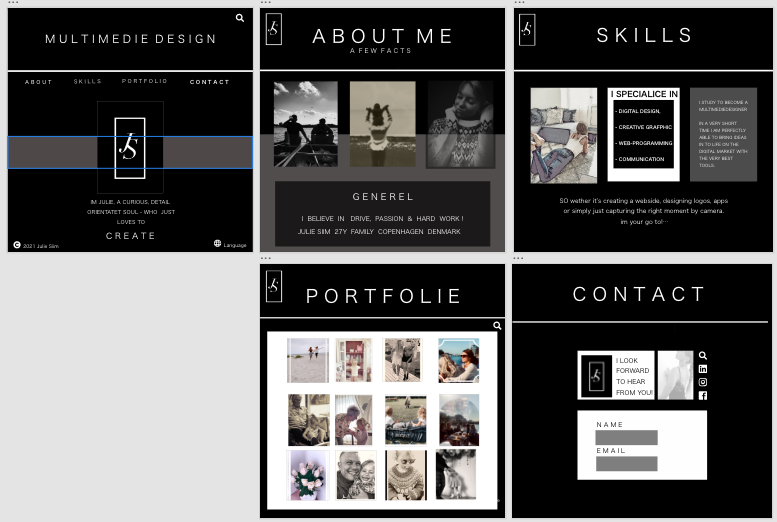 MULTIMEDIE DESIGN
ABOUT SKILLS PORTFOLIO CONTACT
JS
IM JULIE, A CURIOUS, DETAIL
ORIENTATET SOUL - WHO JUST
LOVES TO
CREATE
2021 Julie Siim
Language
JS
ABOUT ME
A FEW FACTS
GENEREL
I BELIEVE IN DRIVE, PASSION & HARD WORK !
JULIE SIIM 27Y FAMILY COPENHAGEN DENMARK
JS
SKILLS
I SPECIALICE IN
- DIGITAL DESIGN,
- CREATIVE GRAPHIC
- WEB-PROGRAMMING
- COMMUNICATION
I STUDY TO BECOME A
MULTIMEDIEDESIGNER
IN A VERY SHORT
TIME I AM PERFECTLY
ABLE TO BRING IDEAS
IN TO LIFE ON THE
DIGITAL MARKET WITH
THE VERY BEST
TOOLS.
SO wether it's creating a webside, designing logos, apps
or simply just capturing the right moment by camera.
im your go to!···
JS
PORTFOLIE
CONTACT
JS
I LOOK
FORWARD
TO HEAR
FROM YOU!
NAME
EMAIL